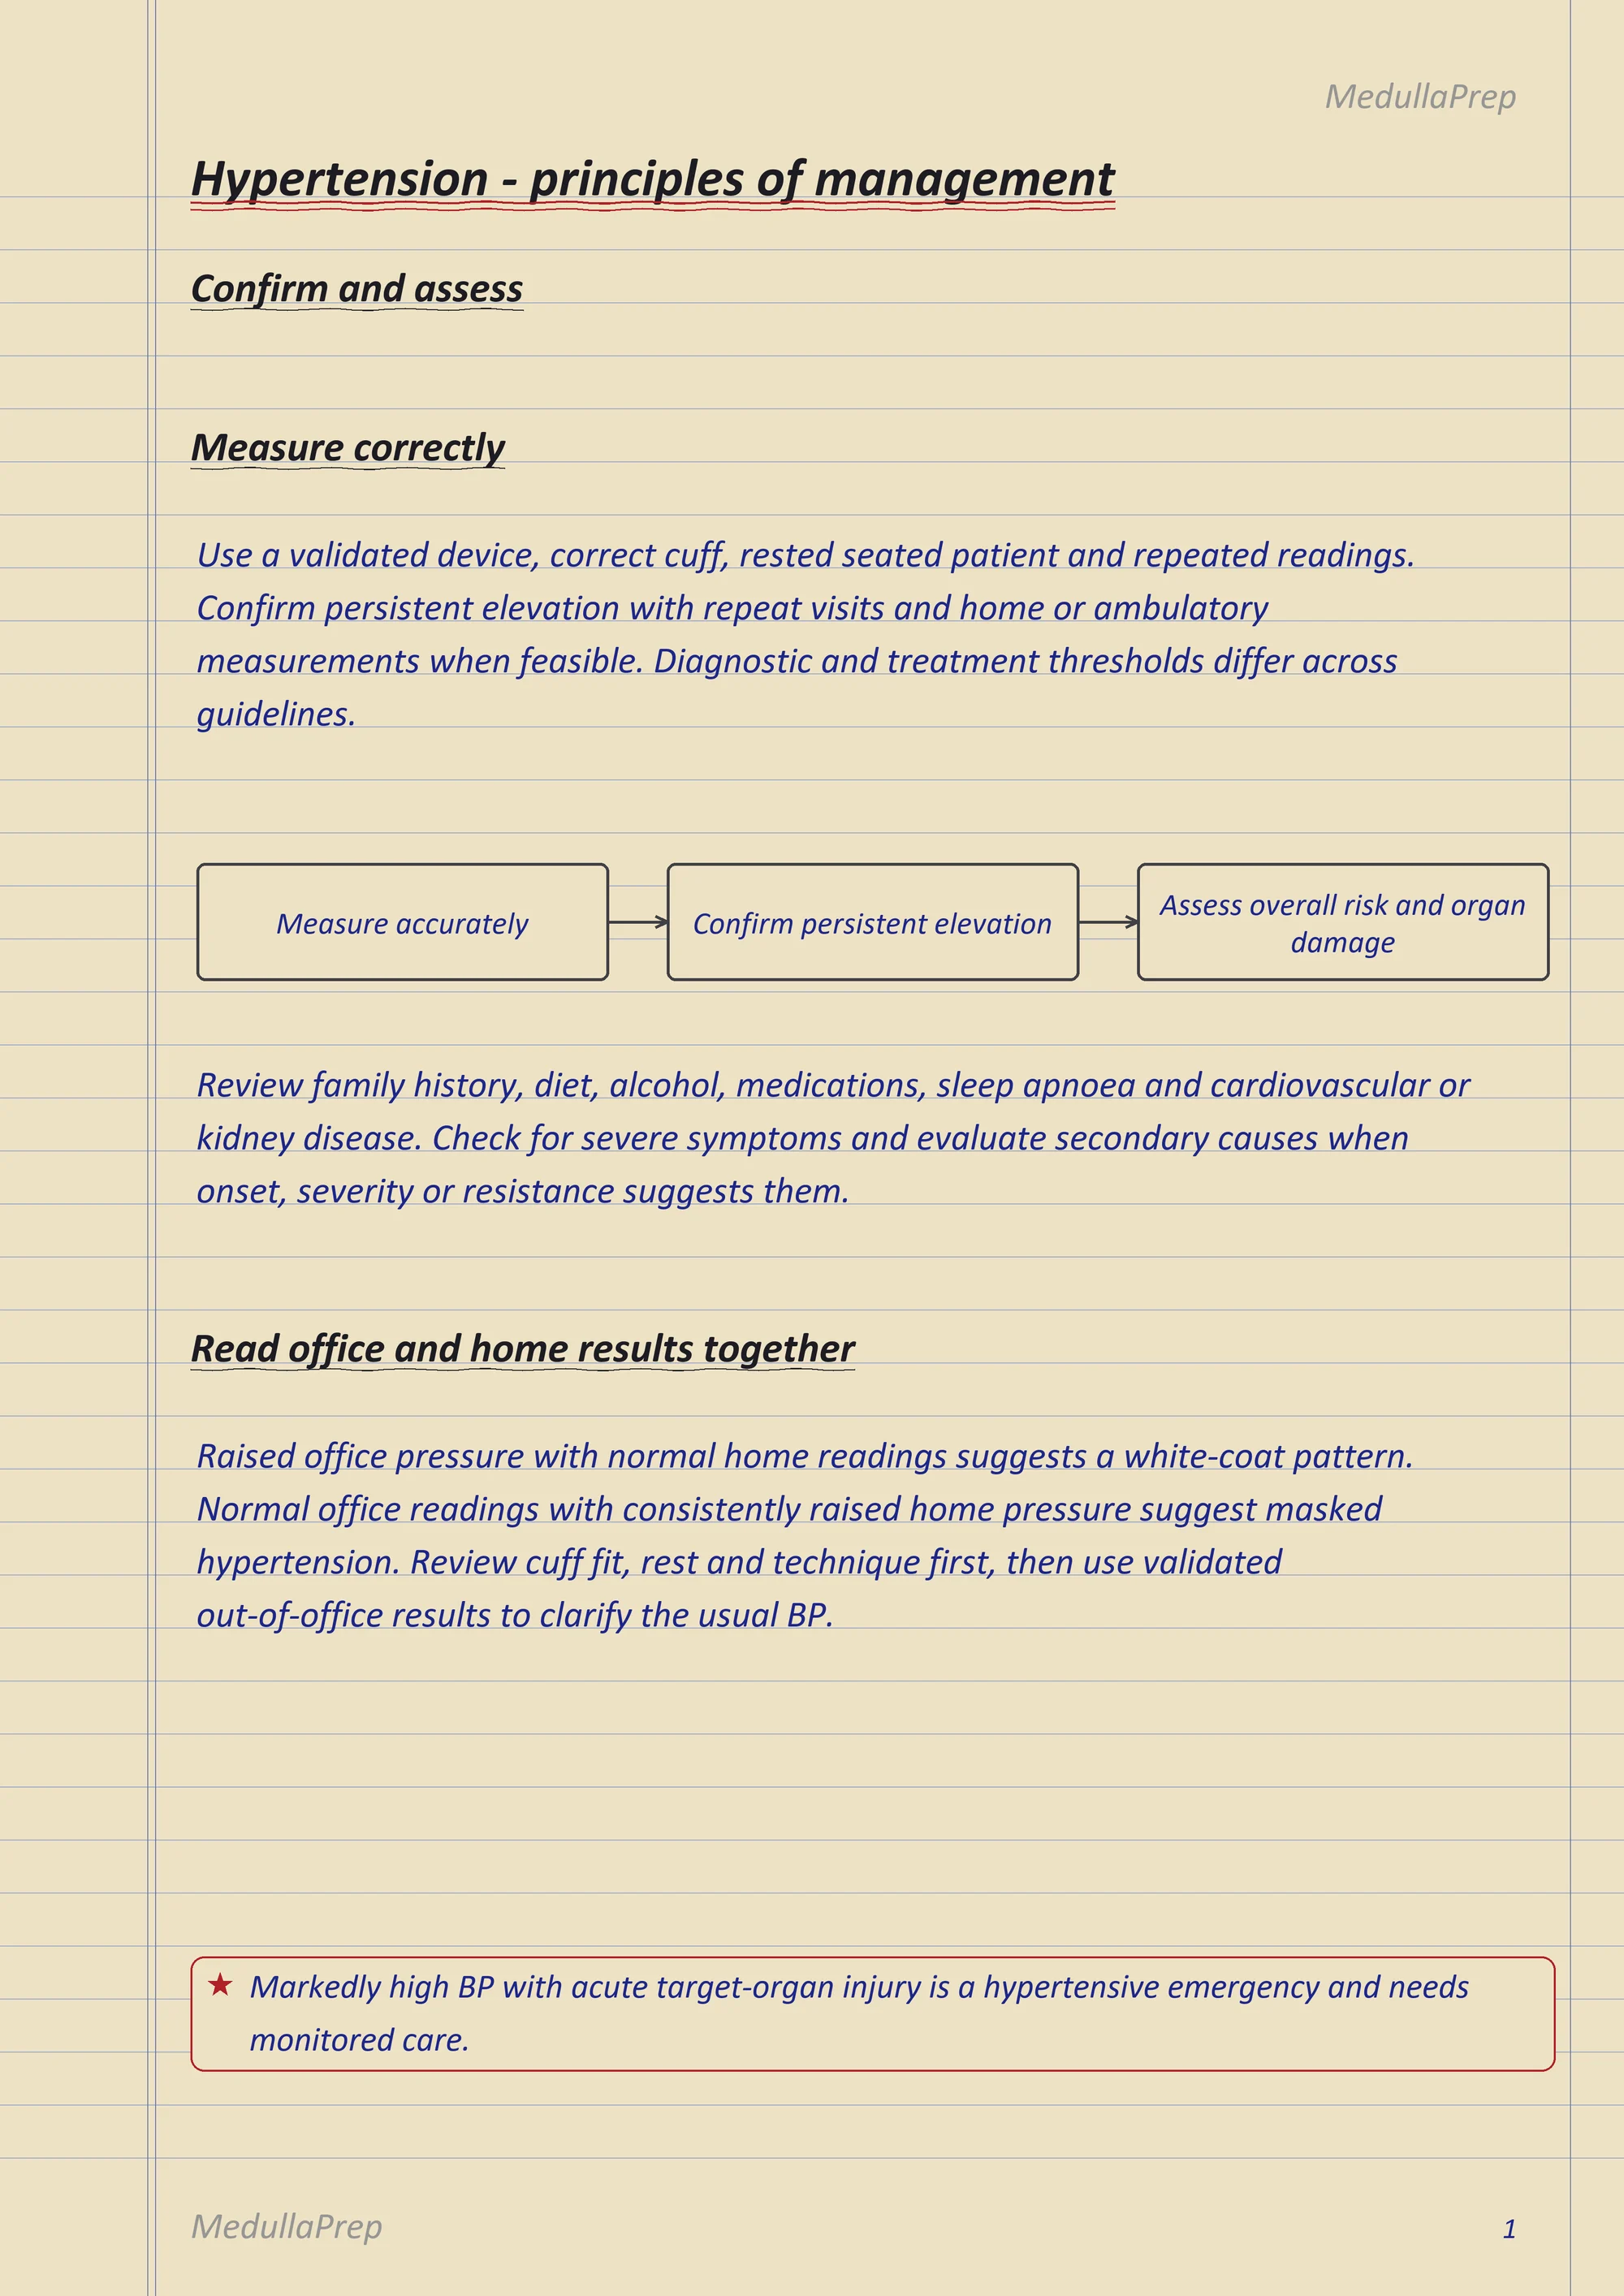 MedullaPrep
Hypertension - principles of management
Confirm and assess
Measure correctly
Use a validated device, correct cuff, rested seated patient and repeated readings.
Confirm persistent elevation with repeat visits and home or ambulatory
measurements when feasible. Diagnostic and treatment thresholds differ across
guidelines.
Measure accurately
Confirm persistent elevation
Assess overall risk and organ
damage
Review family history, diet, alcohol, medications, sleep apnoea and cardiovascular or
kidney disease. Check for severe symptoms and evaluate secondary causes when
onset, severity or resistance suggests them.
Read office and home results together
Raised office pressure with normal home readings suggests a white-coat pattern.
Normal office readings with consistently raised home pressure suggest masked
hypertension. Review cuff fit, rest and technique first, then use validated
out-of-office results to clarify the usual BP.
★ Markedly high BP with acute target-organ injury is a hypertensive emergency and needs
monitored care.
MedullaPrep
1